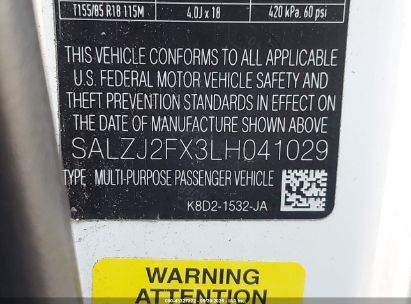 T155/85 R18 115M 4.0J x 18 420 kPa, 60 psi
THIS VEHICLE CONFORMS TO ALL APPLICABLE
U.S. FEDERAL MOTOR VEHICLE SAFETY AND
THEFT PREVENTION STANDARDS IN EFFECT ON
THE DATE OF MANUFACTURE SHOWN ABOVE
SALZJ2FX3LH041029
TYPE MULTI-PURPOSE PASSENGER VEHICLE
K8D2-1532-JA
WARNING
ANTITHEFT